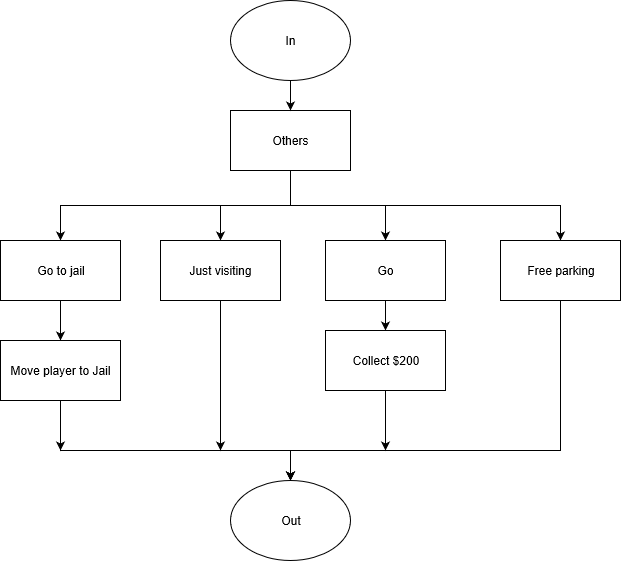 In
Others
Go to jail
Just visiting
Go
Free parking
Move player to Jail
Collect $200
Out